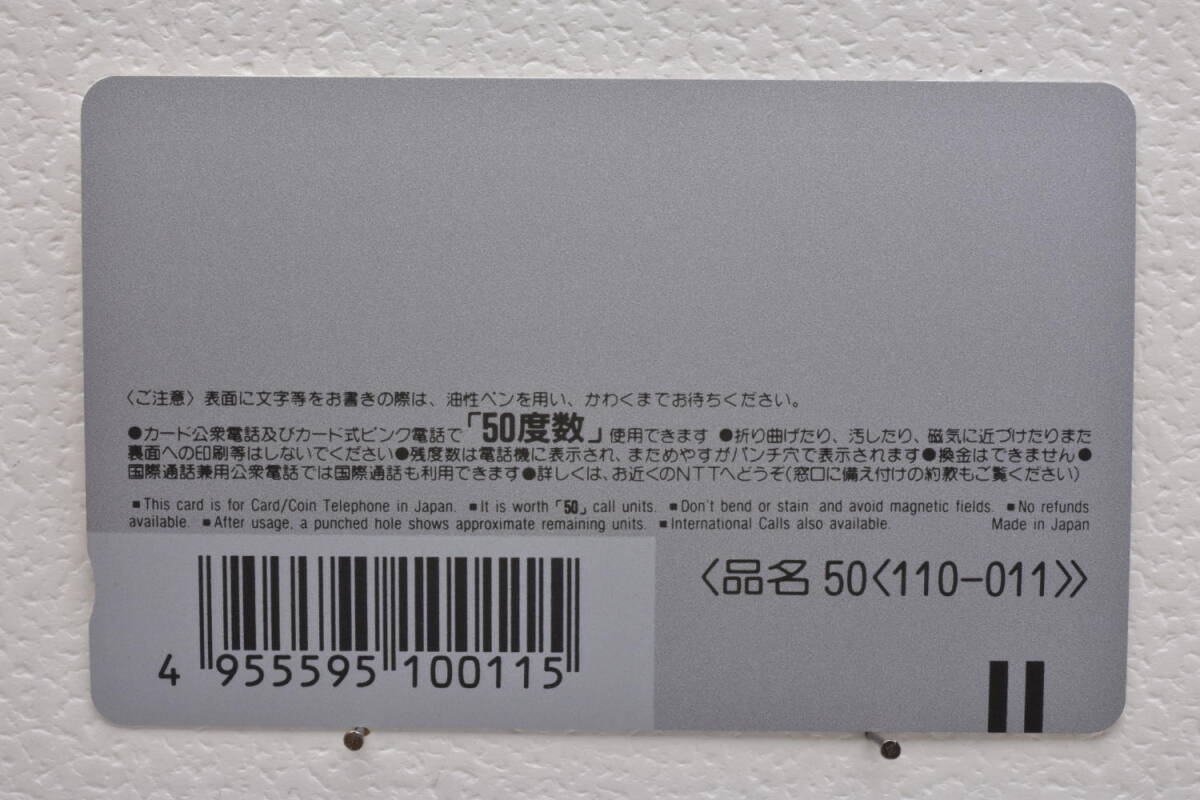 〈ご注意〉表面に文字等をお書きの際は、油性ペンを用い、かわくまでお待ちください。
●カード公衆電話及びカード式ピンク電話で「50度数」使用できます ●折り曲げたり、汚したり、磁気に近づけたりまた
裏面への印刷等はしないでください●残度数は電話機に表示され、まためやすがパンチ穴で表示されます●換金はできません●
国際通話兼用公衆電話では国際通話も利用できます●詳しくは、お近くのNTTへどうぞ(窓口に備え付けの約款もご覧ください)
■This card is for Card/Coin Telephone in Japan. ■It is worth「50」call units. ■Don't bend or stain and avoid magnetic fields. ■No refunds
available. ■After usage, a punched hole shows approximate remaining units. ■International Calls also available. Made in Japan
〈品名 50〈110-011〉〉
4 955595 100115